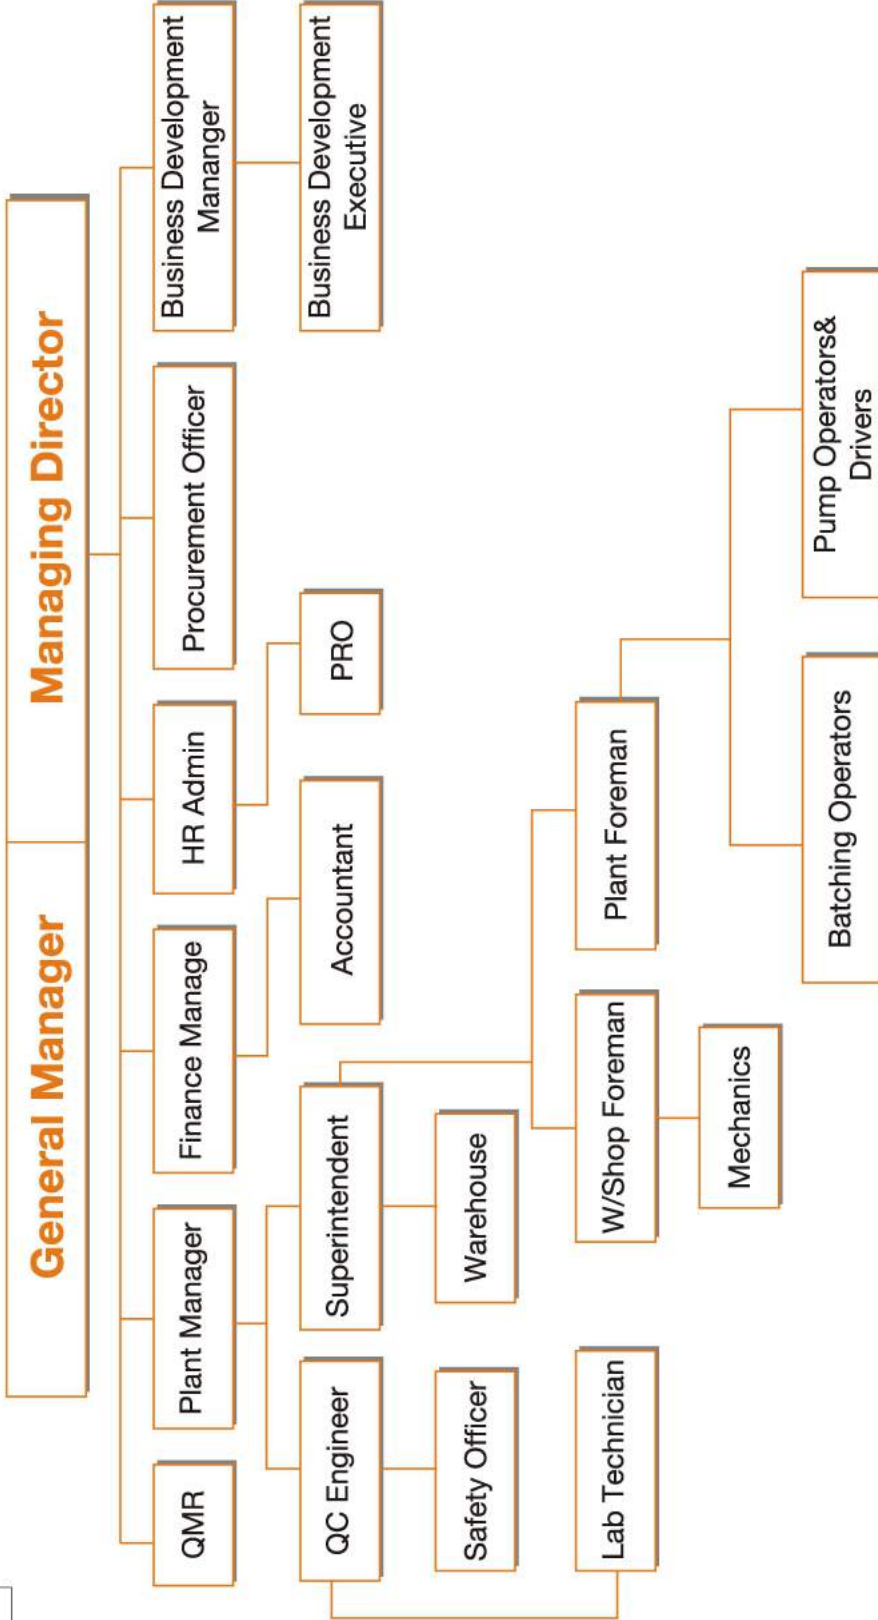 General Manager
Managing Director
QMR
Plant Manager
Finance Manage
HR Admin
Procurement Officer
Business Development
Mananger
QC Engineer
Superintendent
Accountant
PRO
Business Development
Executive
Safety Officer
Warehouse
Lab Technician
W/Shop Foreman
Plant Foreman
Mechanics
Batching Operators
Pump Operators&
Drivers